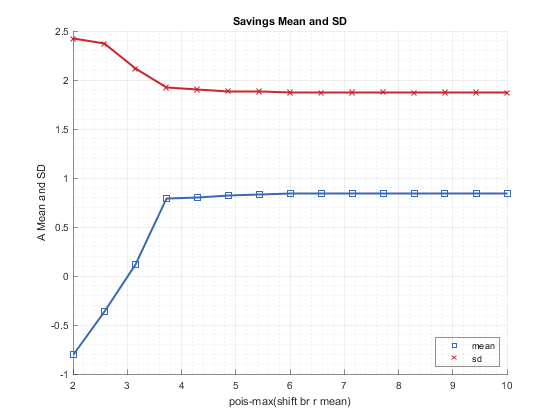 Savings Mean and SD
2.5
2
1.5
1
0.5
0
-0.5
-1
A Mean and SD
2 3 4 5 6 7 8 9 10
pois-max(shift br r mean)
mean
sd